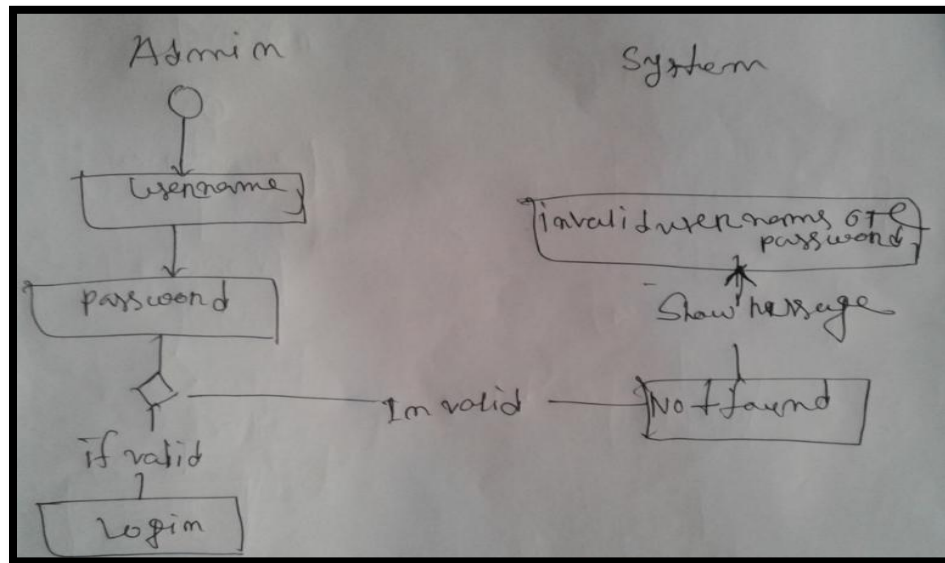 Admin
System
username
invalid username or
password
password
Show message
Invalid
Not found
if valid
Login